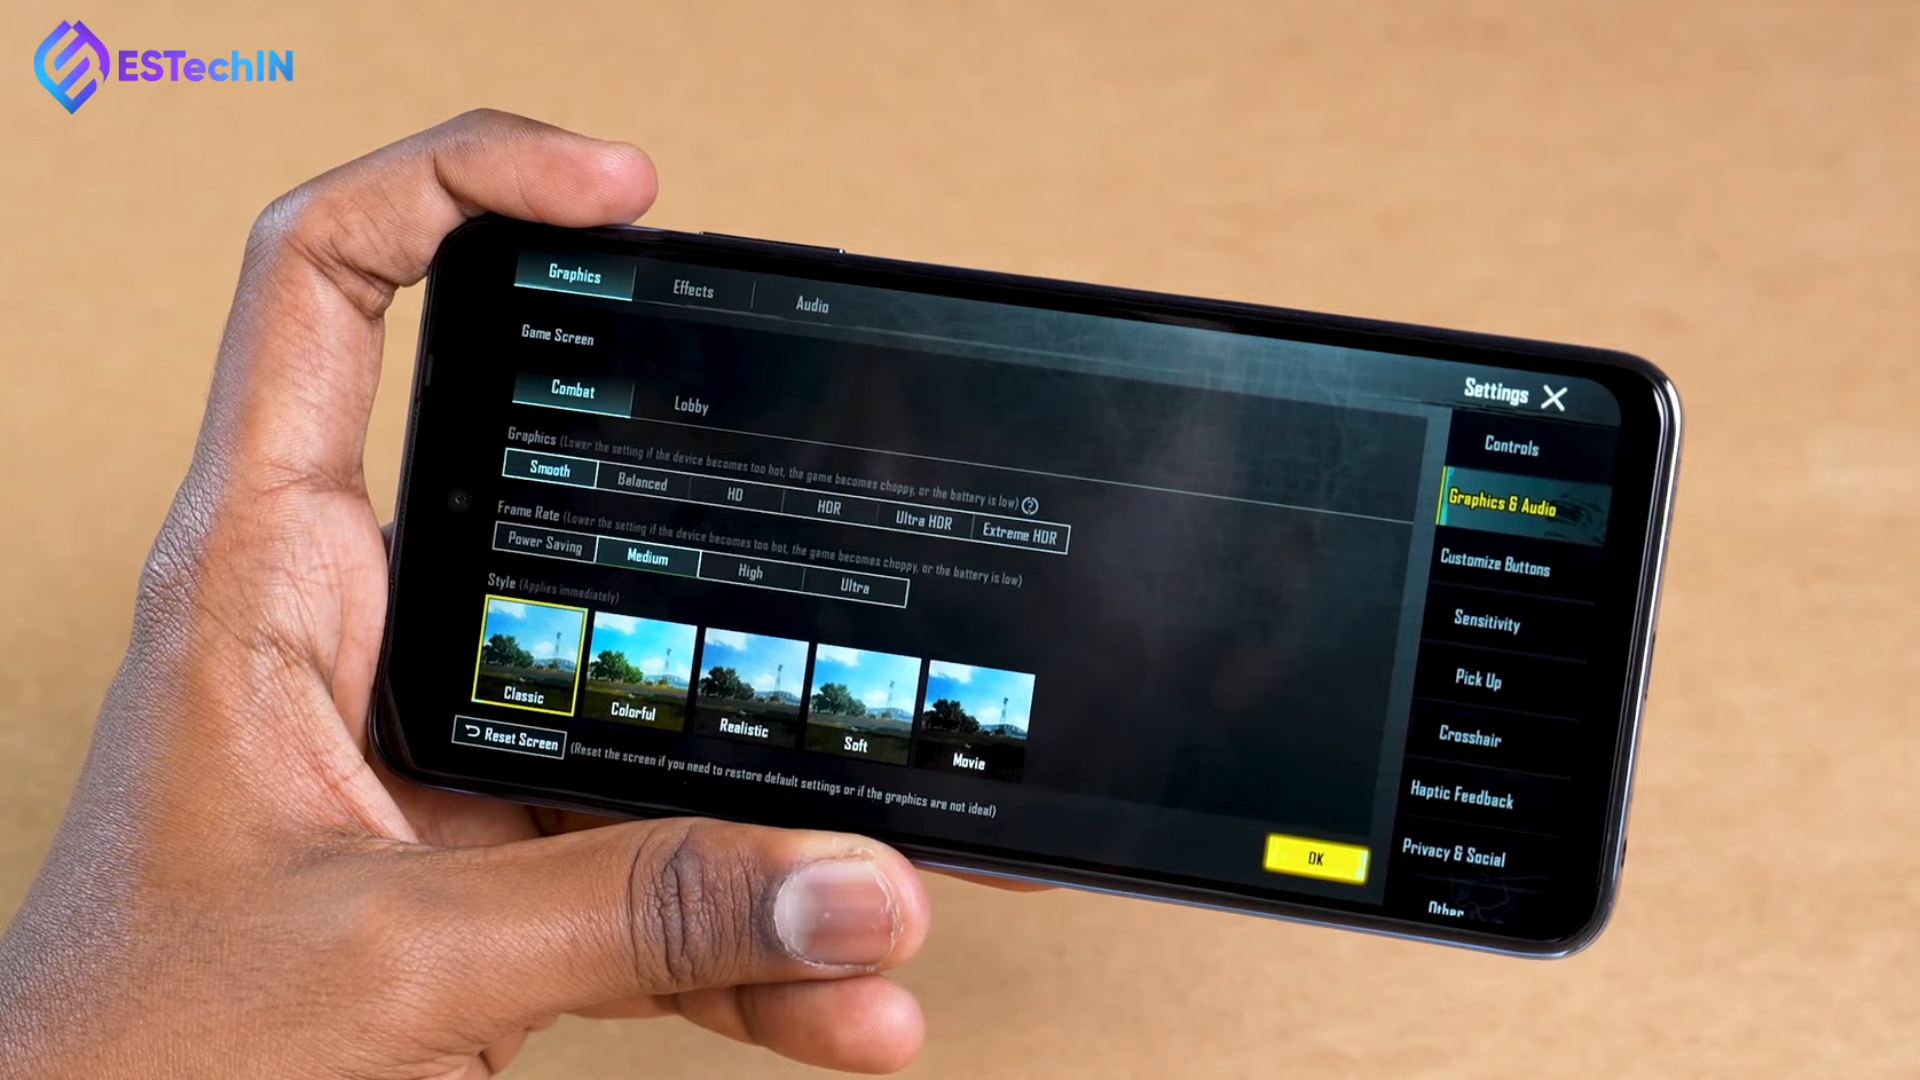 ESTechIN
Graphics Effects Audio
Game Screen
Settings
Combat Lobby
Graphics (Lower the setting if the device becomes too hot, the game becomes choppy, or the battery is low)
Smooth Balanced HD HDR Ultra HDR Extreme HDR
Frame Rate (Lower the setting if the device becomes too hot, the game becomes choppy, or the battery is low)
Power Saving Medium High Ultra
Style (Applies immediately)
Classic Colorful Realistic Soft Movie
Reset Screen (Reset the screen if you need to restore default settings or if the graphics are not ideal)
OK
Controls
Graphics & Audio
Customize Buttons
Sensitivity
Pick Up
Crosshair
Haptic Feedback
Privacy & Social
Other